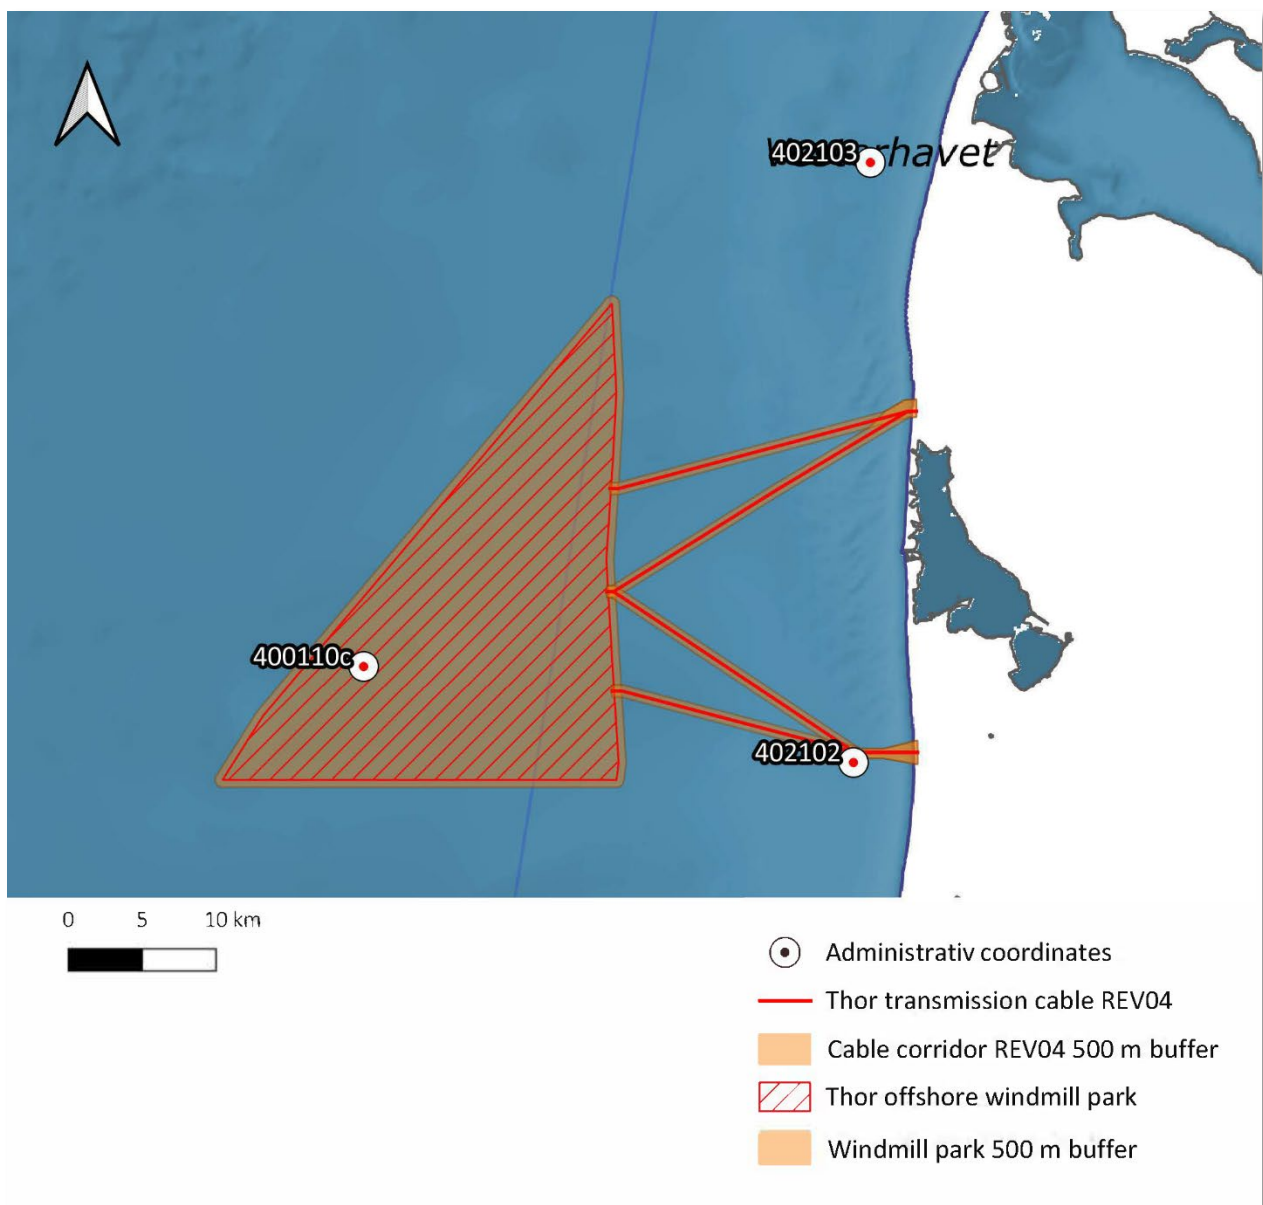 402103
rhavet
400110c
402102
0 5 10 km
Administrativ coordinates
Thor transmission cable REV04
Cable corridor REV04 500 m buffer
Thor offshore windmill park
Windmill park 500 m buffer